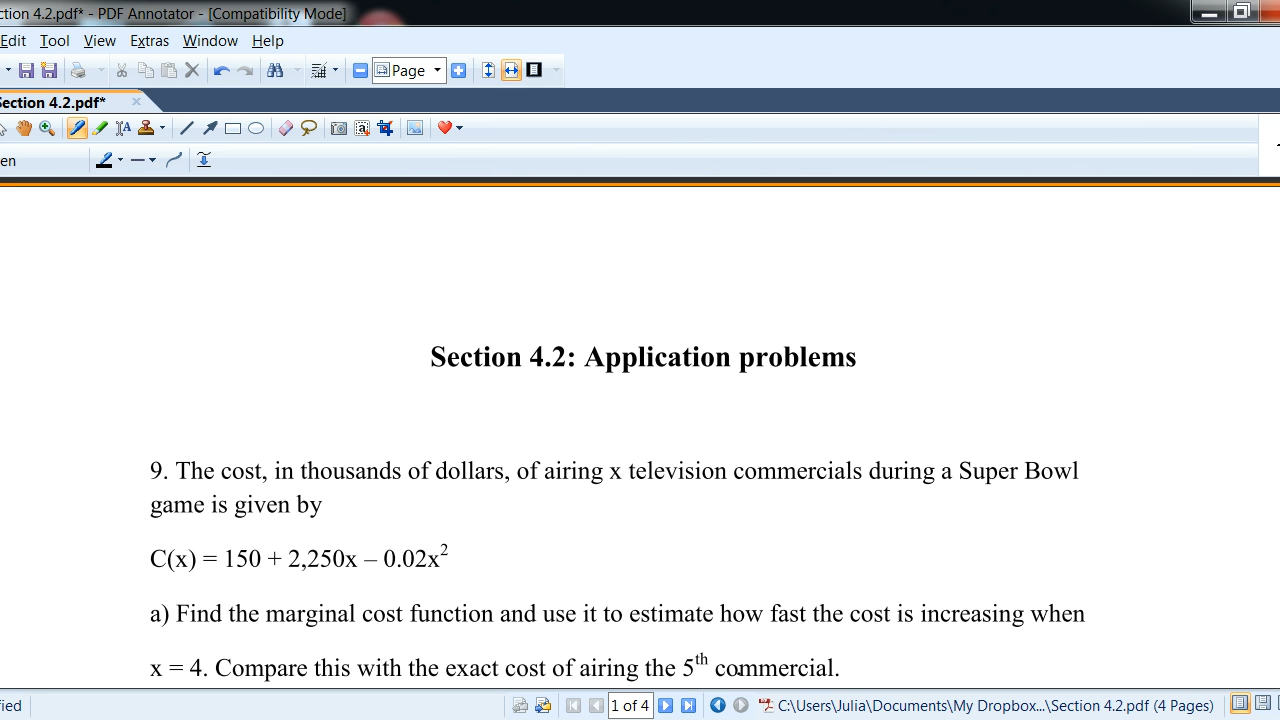 ction 4.2.pdf* - PDF Annotator - [Compatibility Mode]
Edit Tool View Extras Window Help
Page
Section 4.2.pdf*
en
Section 4.2: Application problems
9. The cost, in thousands of dollars, of airing x television commercials during a Super Bowl
game is given by
C(x) = 150 + 2,250x – 0.02x²
a) Find the marginal cost function and use it to estimate how fast the cost is increasing when
x = 4. Compare this with the exact cost of airing the 5th commercial.
fied 1 of 4 C:\Users\Julia\Documents\My Dropbox...\Section 4.2.pdf (4 Pages)